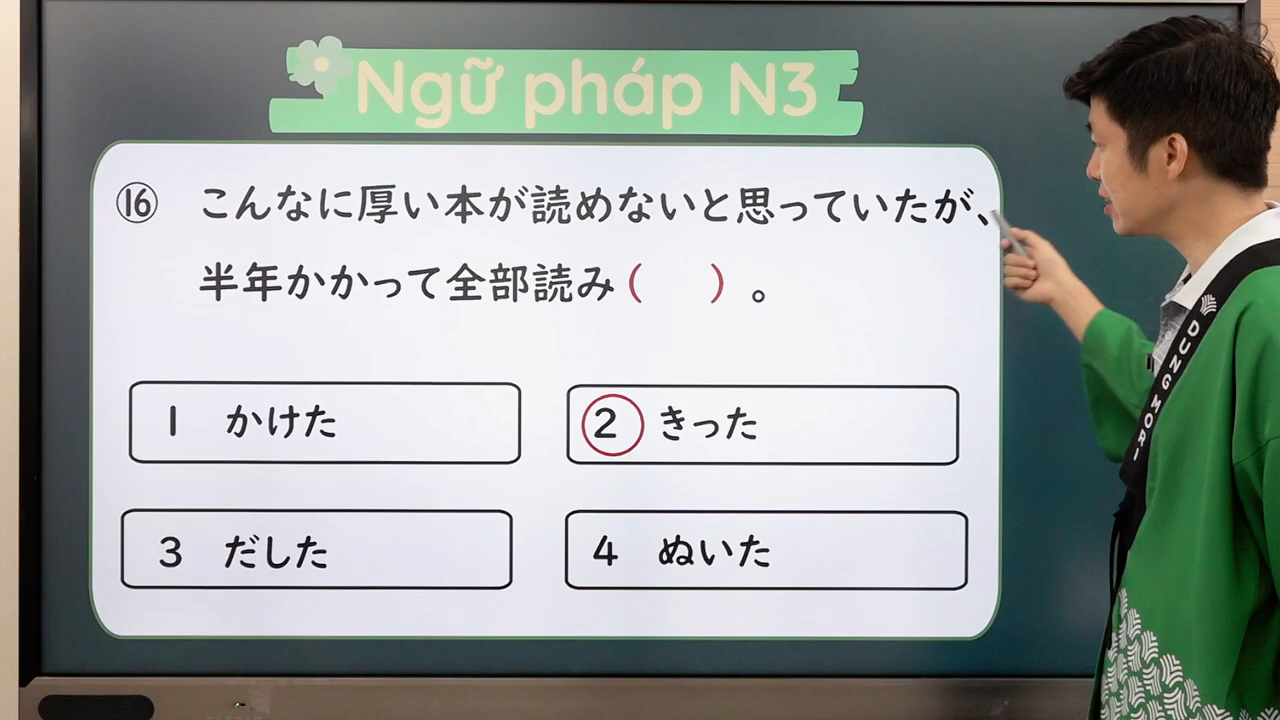 Ngữ pháp N3
⑯ こんなに厚い本が読めないと思っていたが、
半年かかって全部読み( )。
1 かけた
2 きった
3 だした
4 ぬいた
DUNG MORI